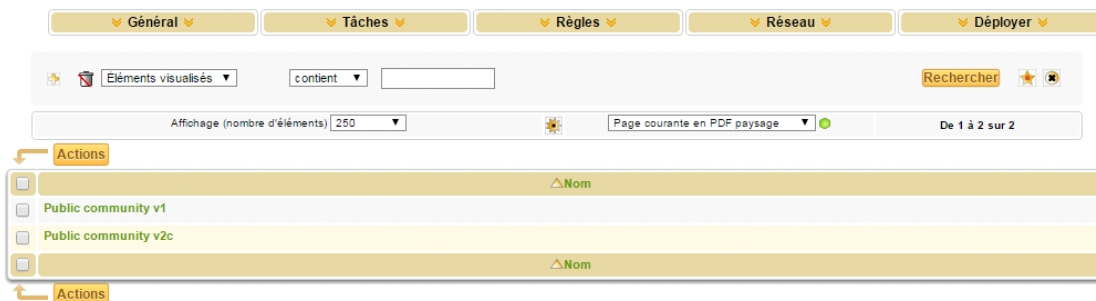 Général Tâches Règles Réseau Déployer
Éléments visualisés contient Rechercher
Affichage (nombre d'éléments) 250 Page courante en PDF paysage De 1 à 2 sur 2
Actions
Nom
Public community v1
Public community v2c
Nom
Actions